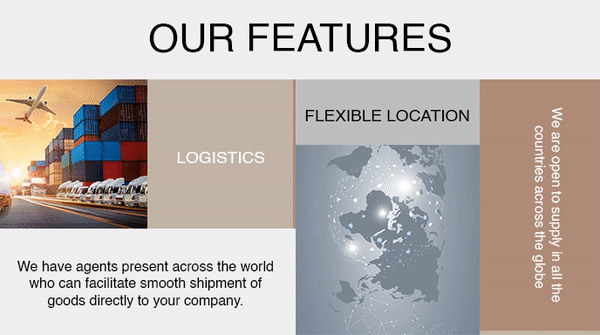 OUR FEATURES
LOGISTICS
We have agents present across the world
who can facilitate smooth shipment of
goods directly to your company.
FLEXIBLE LOCATION
We are open to supply in all the
countries across the globe